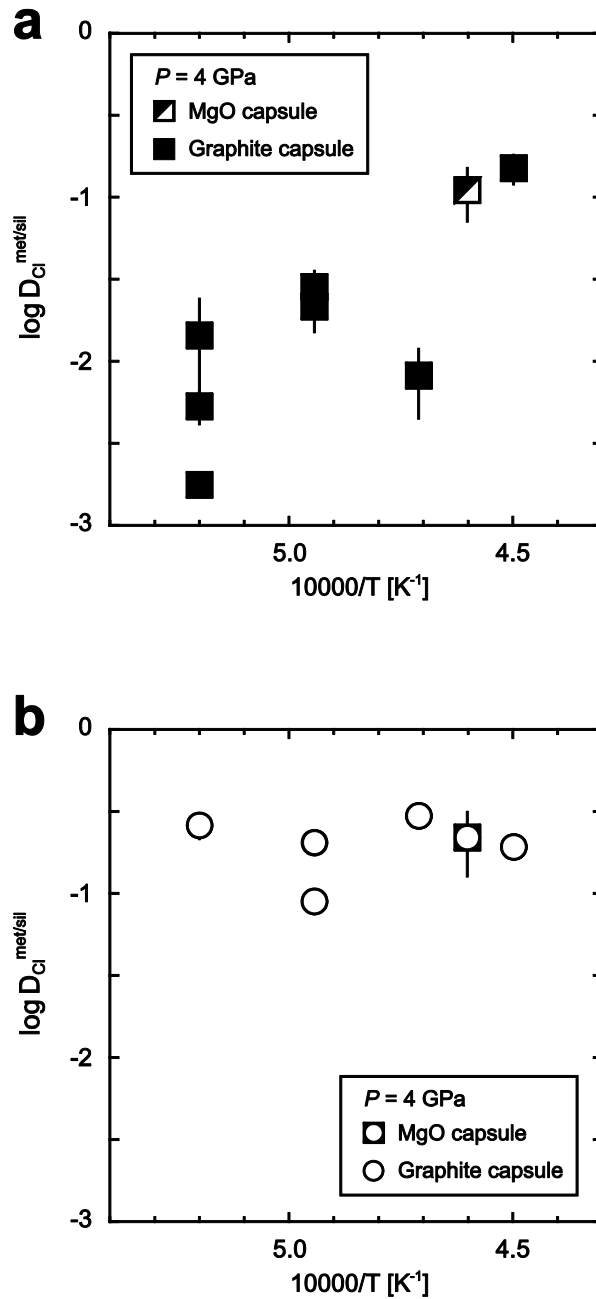 a
0
P = 4 GPa
MgO capsule
Graphite capsule
-1
-2
-3
log D_Cl^met/sil
5.0
4.5
10000/T [K⁻¹]
b
0
-1
-2
-3
log D_Cl^met/sil
P = 4 GPa
MgO capsule
Graphite capsule
5.0
4.5
10000/T [K⁻¹]